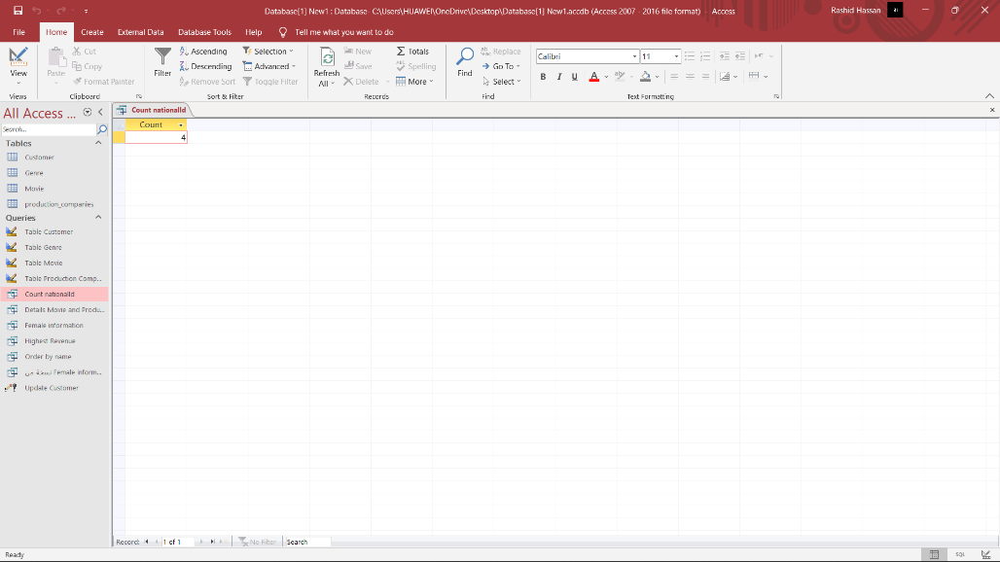 Database[1] New1 : Database- C:\Users\HUAWEI\OneDrive\Desktop\Database[1] New1.accdb (Access 2007 - 2016 file format) - Access
Rashid Hassan
File Home Create External Data Database Tools Help Tell me what you want to do
View
Views
Paste
Cut
Copy
Format Painter
Clipboard
Filter
Ascending
Descending
Remove Sort
Selection
Advanced
Toggle Filter
Sort & Filter
Refresh
All
New
Save
Delete
Totals
Spelling
More
Records
Find
Replace
Go To
Select
Find
Calibri 11
B I U A
Text Formatting
All Access ...
Search...
Tables
Customer
Genre
Movie
production_companies
Queries
Table Customer
Table Genre
Table Movie
Table Production Comp...
Count nationalId
Details Movie and Produ...
Female information
Highest Revenue
Order by name
نسخة من Female inform...
Update Customer
Count nationalId
Count
4
Record: 1 of 1 No Filter Search
Ready
SQL